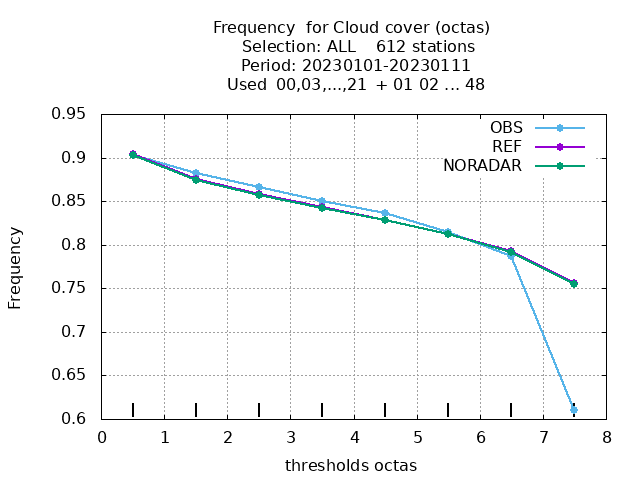 Frequency  for Cloud cover (octas)
Selection: ALL    612 stations
Period: 20230101-20230111
Used  00,03,...,21  + 01 02 ... 48
0.95
0.9
0.85
0.8
0.75
0.7
0.65
0.6
Frequency
OBS
REF
NORADAR
0 1 2 3 4 5 6 7 8
thresholds octas